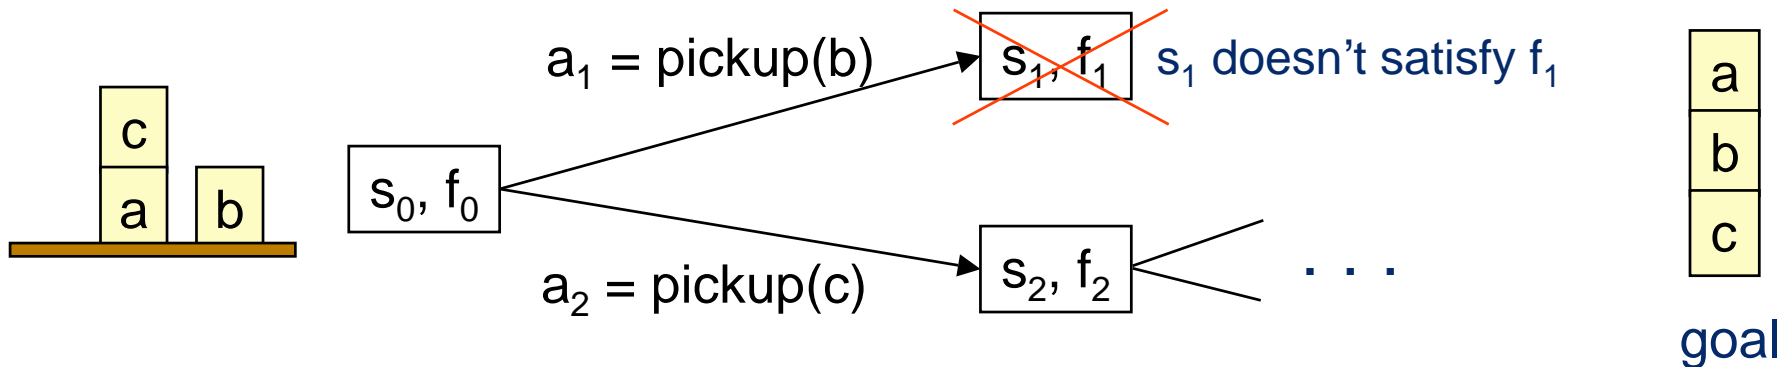 c
a
b
s₀, f₀
a₁ = pickup(b)
s₁, f₁
s₁ doesn’t satisfy f₁
a₂ = pickup(c)
s₂, f₂
. . .
a
b
c
goal